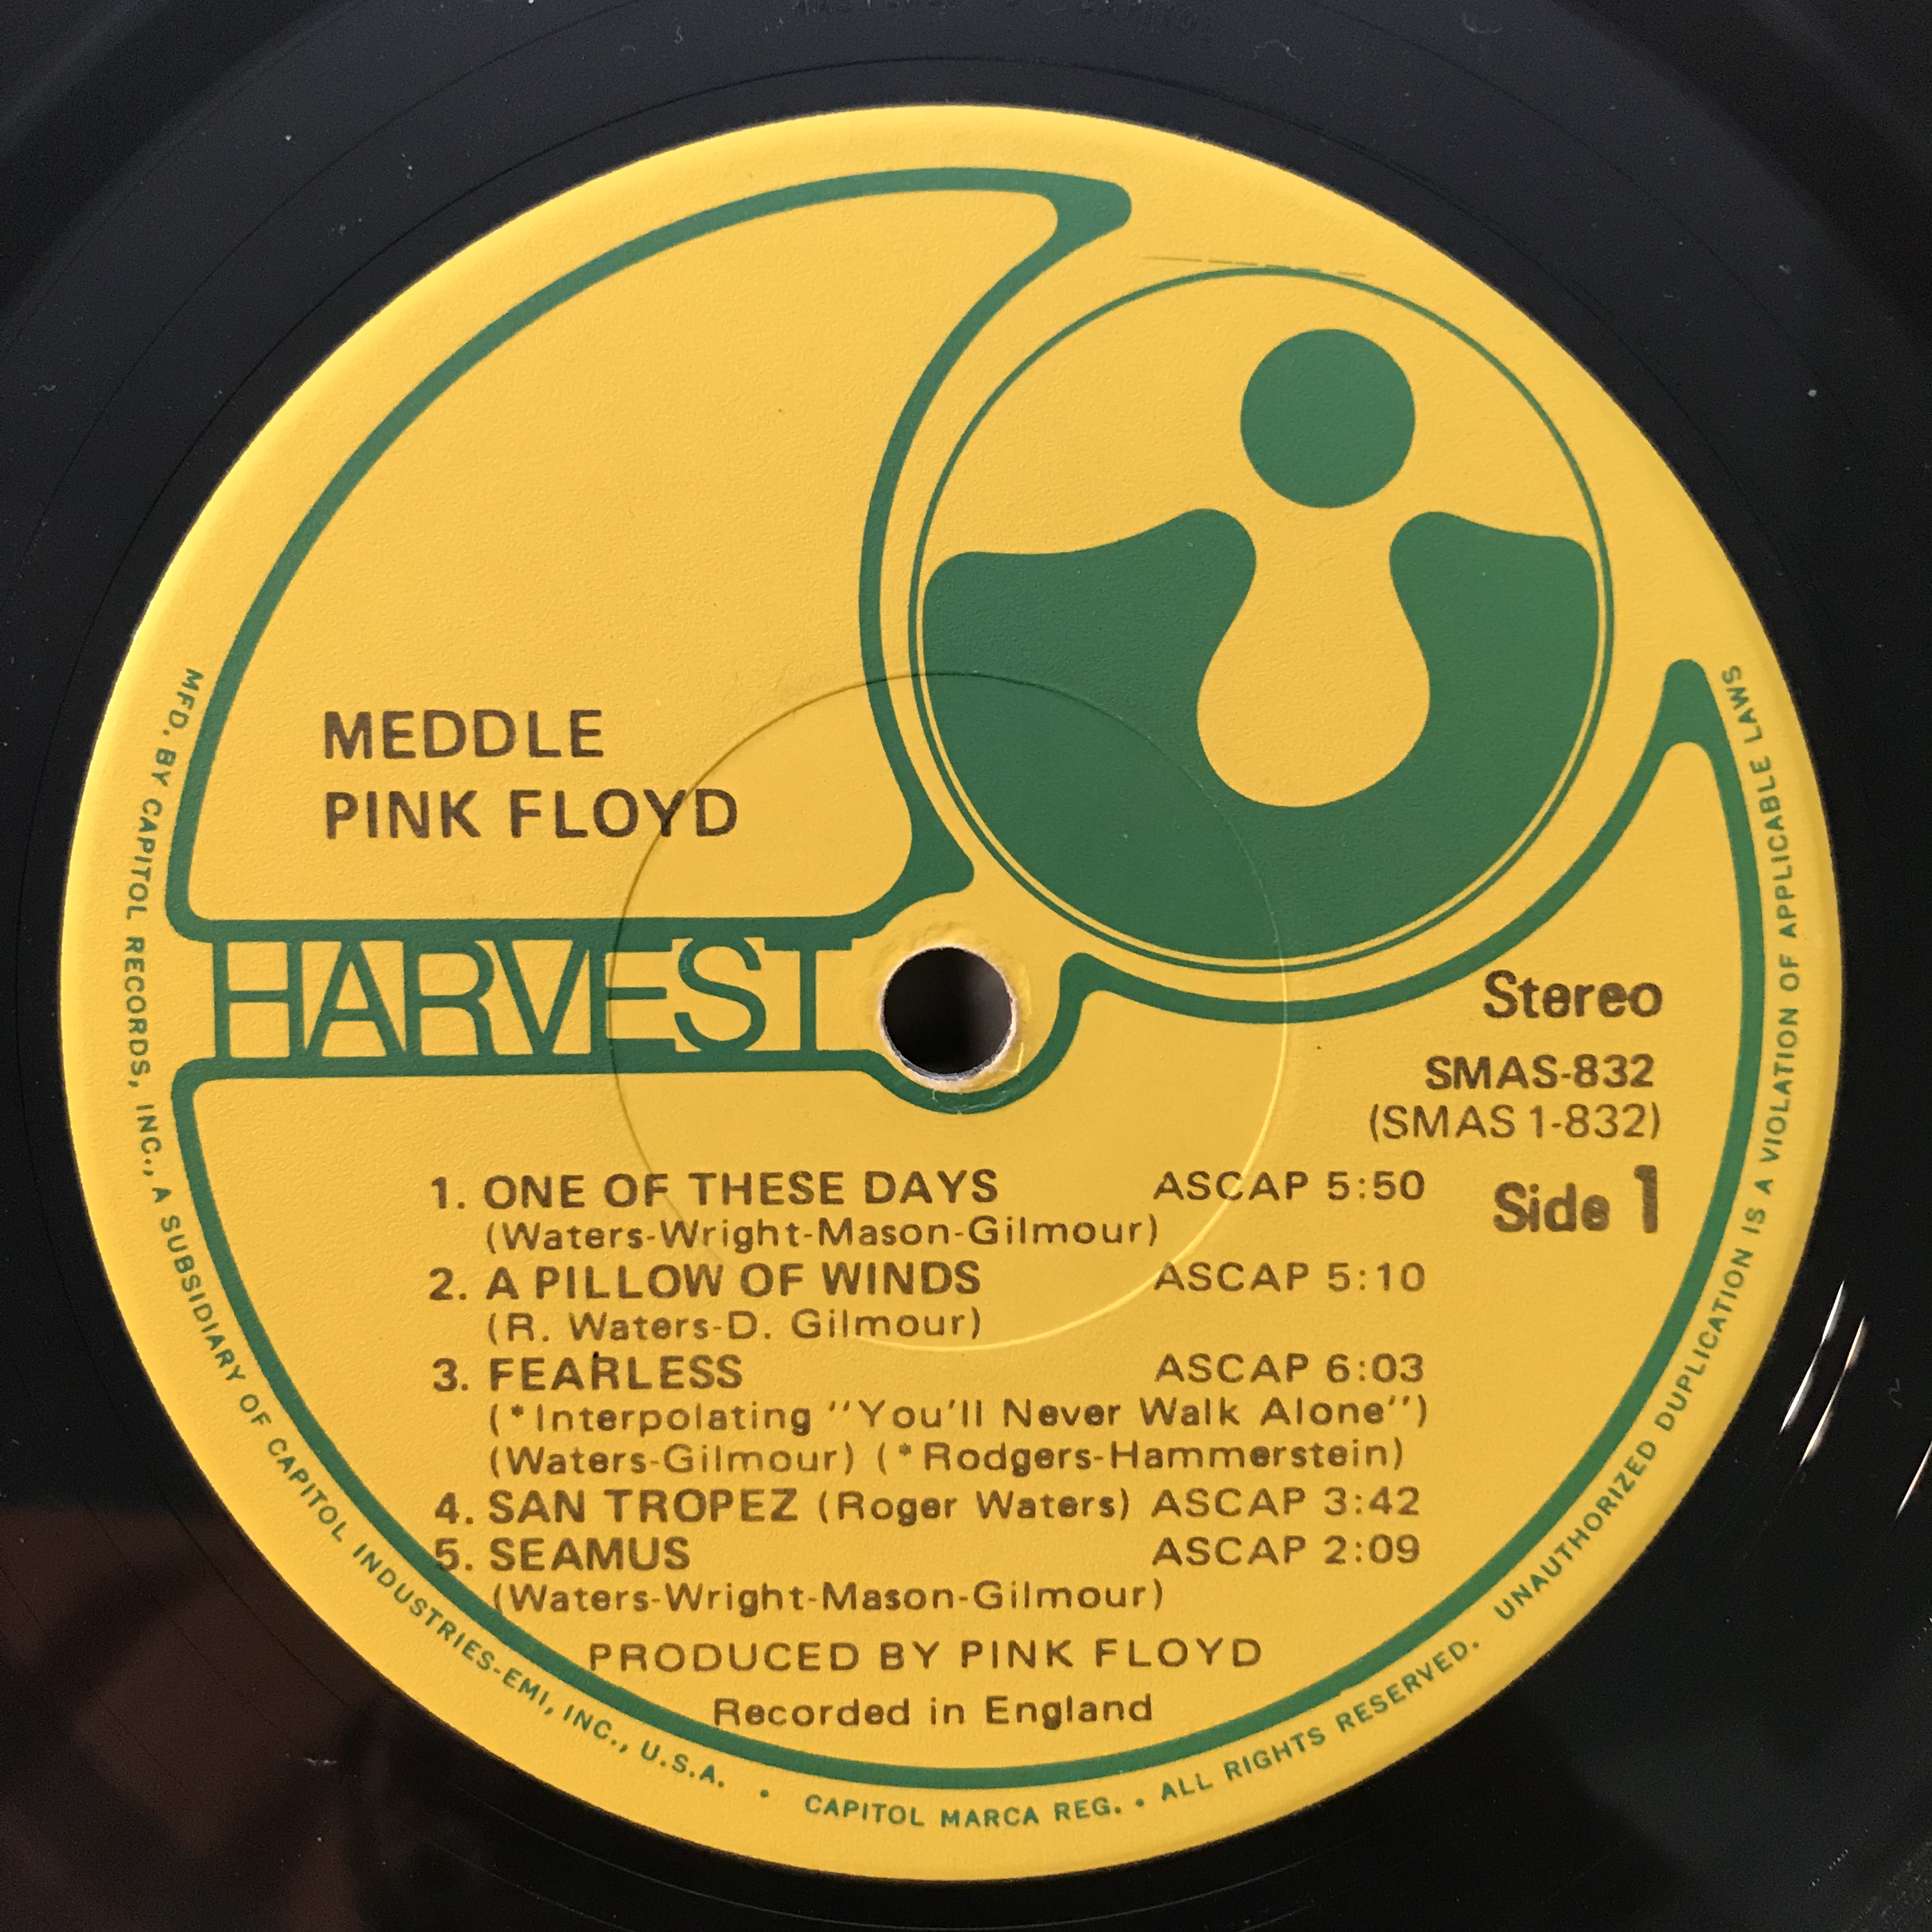 MEDDLE
PINK FLOYD
HARVEST
Stereo
SMAS-832
(SMAS 1-832)
Side 1
1. ONE OF THESE DAYS ASCAP 5:50
(Waters-Wright-Mason-Gilmour)
2. A PILLOW OF WINDS ASCAP 5:10
(R. Waters-D. Gilmour)
3. FEARLESS ASCAP 6:03
(*Interpolating "You'll Never Walk Alone")
(Waters-Gilmour) (*Rodgers-Hammerstein)
4. SAN TROPEZ (Roger Waters) ASCAP 3:42
5. SEAMUS ASCAP 2:09
(Waters-Wright-Mason-Gilmour)
PRODUCED BY PINK FLOYD
Recorded in England
MFD. BY CAPITOL RECORDS, INC., A SUBSIDIARY OF CAPITOL INDUSTRIES-EMI, INC., U.S.A. • CAPITOL MARCA REG. • ALL RIGHTS RESERVED. UNAUTHORIZED DUPLICATION IS A VIOLATION OF APPLICABLE LAWS